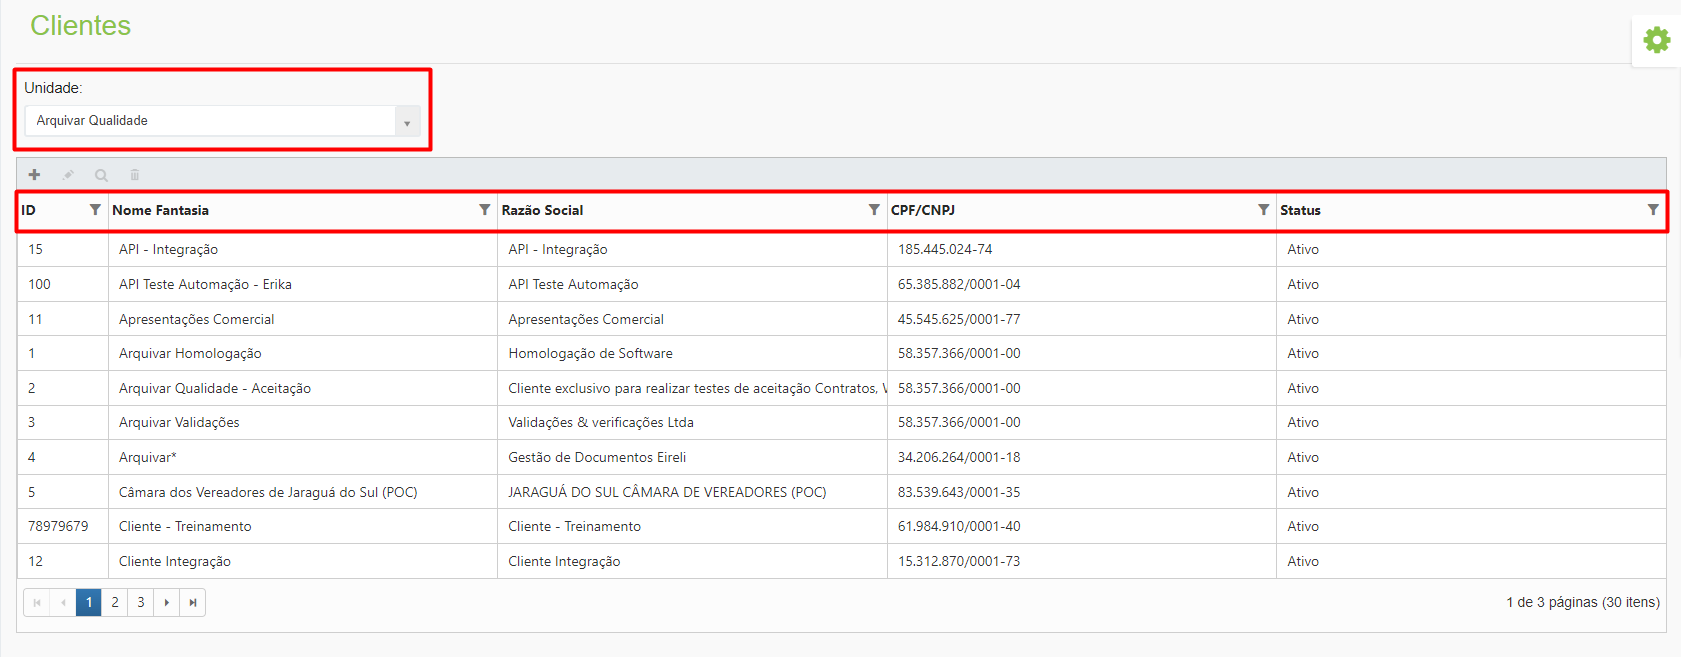 Clientes
Unidade:
Arquivar Qualidade
ID Nome Fantasia Razão Social CPF/CNPJ Status
15 API - Integração API - Integração 185.445.024-74 Ativo
100 API Teste Automação - Erika API Teste Automação 65.385.882/0001-04 Ativo
11 Apresentações Comercial Apresentações Comercial 45.545.625/0001-77 Ativo
1 Arquivar Homologação Homologação de Software 58.357.366/0001-00 Ativo
2 Arquivar Qualidade - Aceitação Cliente exclusivo para realizar testes de aceitação Contratos, 58.357.366/0001-00 Ativo
3 Arquivar Validações Validações & verificações Ltda 58.357.366/0001-00 Ativo
4 Arquivar* Gestão de Documentos Eireli 34.206.264/0001-18 Ativo
5 Câmara dos Vereadores de Jaraguá do Sul (POC) JARAGUÁ DO SUL CÂMARA DE VEREADORES (POC) 83.539.643/0001-35 Ativo
78979679 Cliente - Treinamento Cliente - Treinamento 61.984.910/0001-40 Ativo
12 Cliente Integração Cliente Integração 15.312.870/0001-73 Ativo
1 2 3 1 de 3 páginas (30 itens)